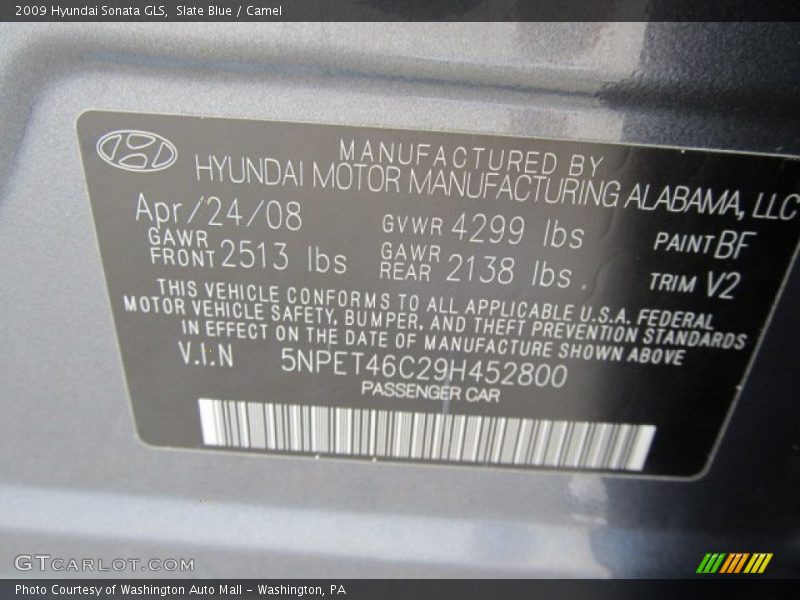 2009 Hyundai Sonata GLS, Slate Blue / Camel
MANUFACTURED BY
HYUNDAI MOTOR MANUFACTURING ALABAMA, LLC
Apr/24/08 GVWR 4299 lbs PAINT BF
GAWR FRONT 2513 lbs GAWR REAR 2138 lbs. TRIM V2
THIS VEHICLE CONFORMS TO ALL APPLICABLE U.S.A. FEDERAL
MOTOR VEHICLE SAFETY, BUMPER, AND THEFT PREVENTION STANDARDS
IN EFFECT ON THE DATE OF MANUFACTURE SHOWN ABOVE
V.I.N 5NPET46C29H452800
PASSENGER CAR
GTCARLOT.COM
Photo Courtesy of Washington Auto Mall - Washington, PA